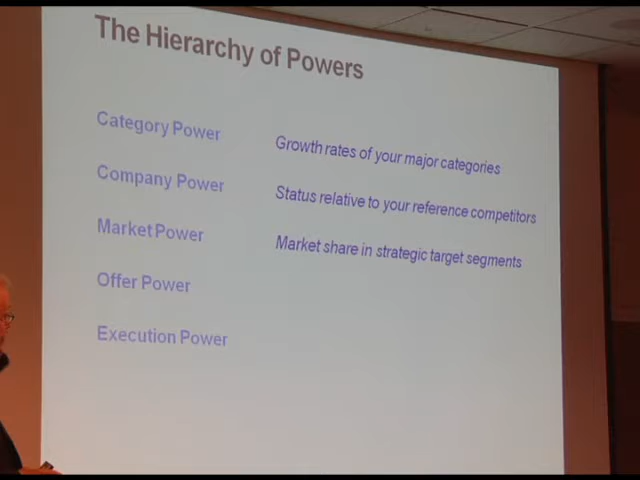 The Hierarchy of Powers
Category Power
Growth rates of your major categories
Company Power
Status relative to your reference competitors
Market Power
Market share in strategic target segments
Offer Power
Execution Power